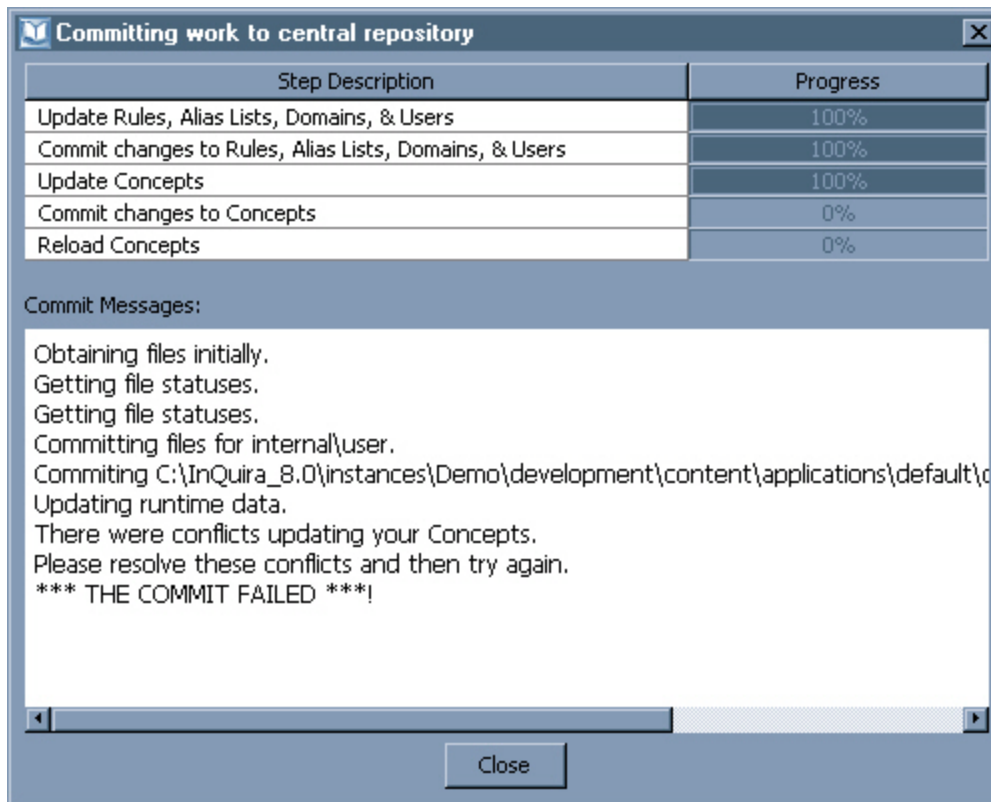 Committing work to central repository
Step Description Progress
Update Rules, Alias Lists, Domains, & Users 100%
Commit changes to Rules, Alias Lists, Domains, & Users 100%
Update Concepts 100%
Commit changes to Concepts 0%
Reload Concepts 0%
Commit Messages:
Obtaining files initially.
Getting file statuses.
Getting file statuses.
Committing files for internal\user.
Commiting C:\InQuira_8.0\instances\Demo\development\content\applications\default\
Updating runtime data.
There were conflicts updating your Concepts.
Please resolve these conflicts and then try again.
*** THE COMMIT FAILED ***!
Close